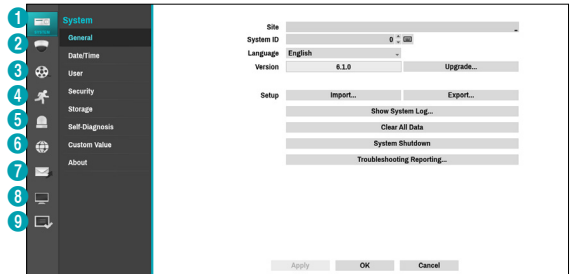 1
SYSTEM
2
3
4
5
6
7
8
9
System
General
Date/Time
User
Security
Storage
Self-Diagnosis
Custom Value
About
Site
System ID 0
Language English
Version 6.1.0 Upgrade...
Setup Import... Export...
Show System Log...
Clear All Data
System Shutdown
Troubleshooting Reporting...
Apply OK Cancel